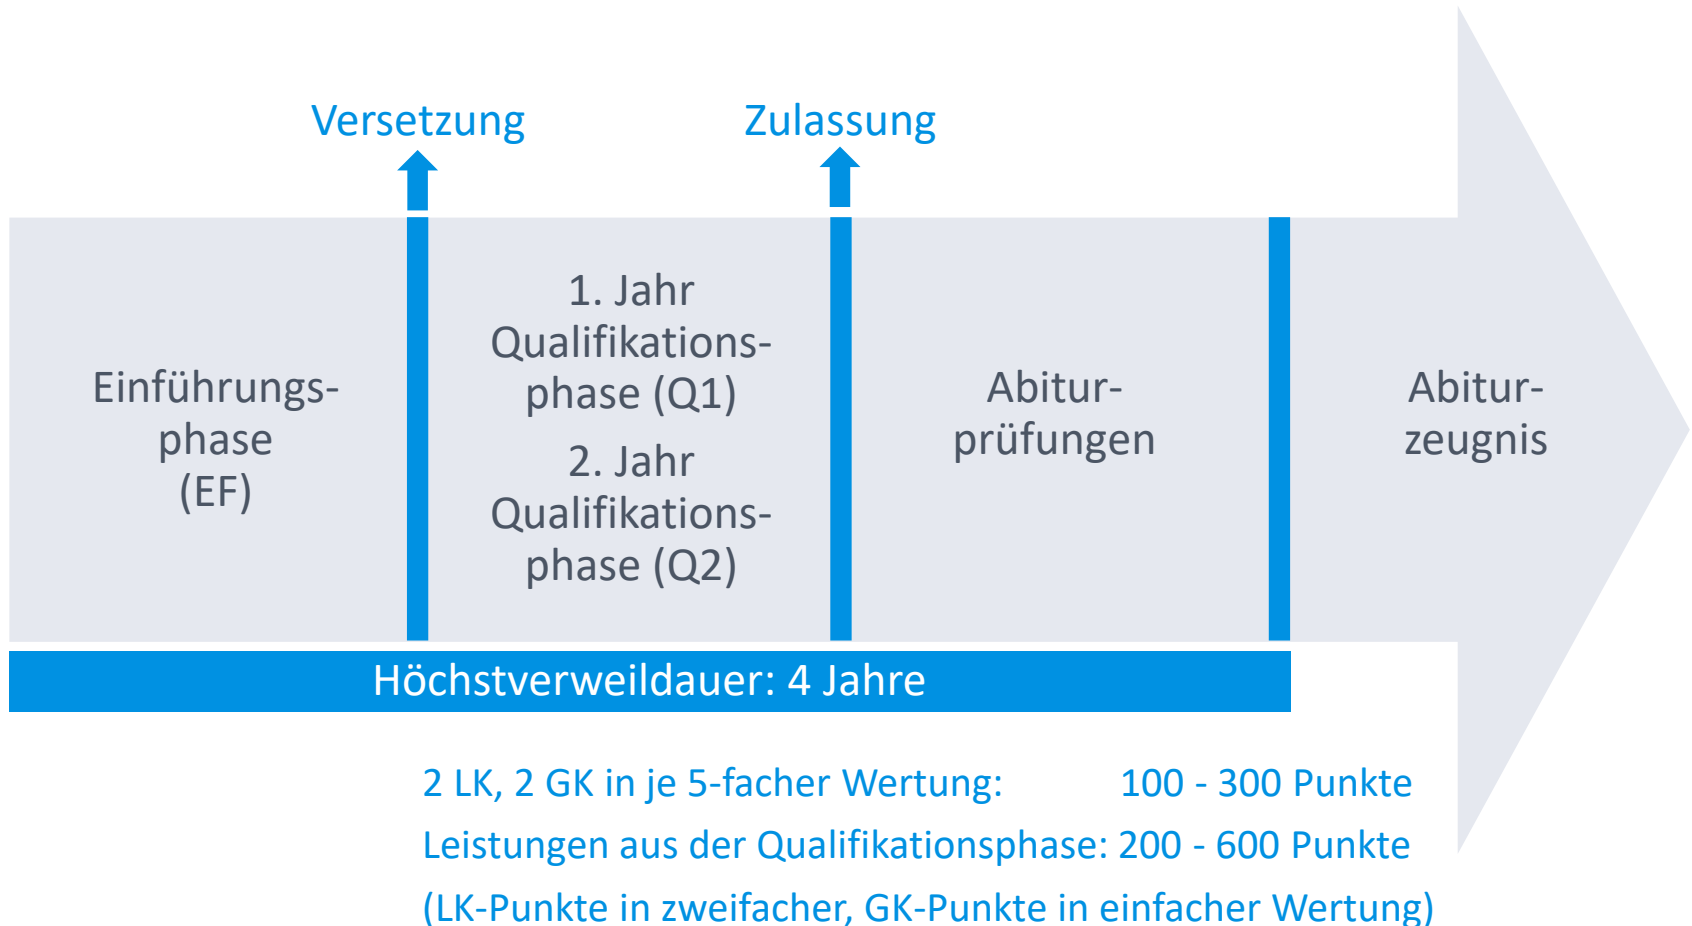 Versetzung
Zulassung
Einführungs-
phase
(EF)
1. Jahr
Qualifikations-
phase (Q1)
2. Jahr
Qualifikations-
phase (Q2)
Abitur-
prüfungen
Abitur-
zeugnis
Höchstverweildauer: 4 Jahre
2 LK, 2 GK in je 5-facher Wertung: 100 - 300 Punkte
Leistungen aus der Qualifikationsphase: 200 - 600 Punkte
(LK-Punkte in zweifacher, GK-Punkte in einfacher Wertung)